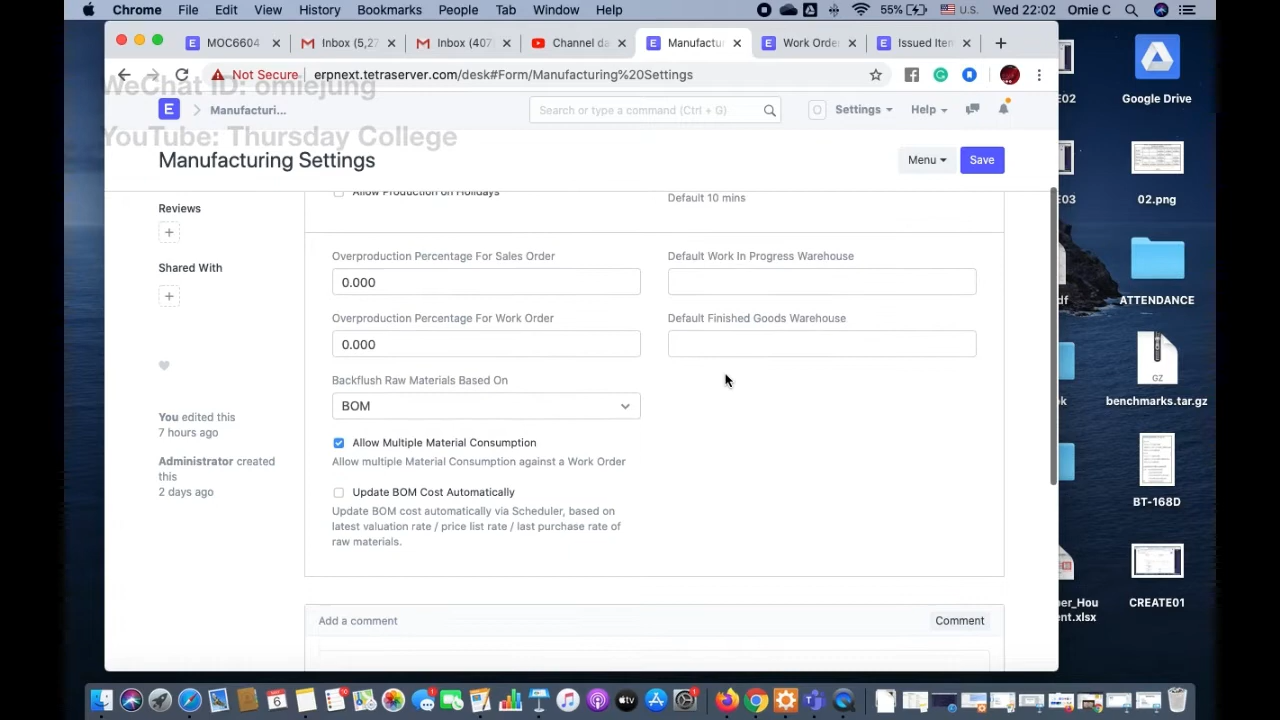 Chrome File Edit View History Bookmarks People Tab Window Help 55% U.S. Wed 22:02 Omie C
MOC6604 Inbox (5,2 Inbox (407 Channel da Manufactu Work Orde Issued Iten
Not Secure erpnext.tetraserver.com/desk#Form/Manufacturing%20Settings
WeChat ID: omiejung
E Manufacturi... Search or type a command (Ctrl + G) O Settings Help
YouTube: Thursday College
Manufacturing Settings Menu Save
Allow Production on Holidays
Default 10 mins
Reviews
Shared With
You edited this
7 hours ago
Administrator created
this
2 days ago
Overproduction Percentage For Sales Order
0.000
Overproduction Percentage For Work Order
0.000
Backflush Raw Materials Based On
BOM
Allow Multiple Material Consumption
Allow multiple Material Consumption against a Work Order
Update BOM Cost Automatically
Update BOM cost automatically via Scheduler, based on
latest valuation rate / price list rate / last purchase rate of
raw materials.
Default Work In Progress Warehouse
Default Finished Goods Warehouse
Add a comment Comment
E02
Google Drive
E03
02.png
df
ATTENDANCE
GZ
benchmarks.tar.gz
BT-168D
CREATE01